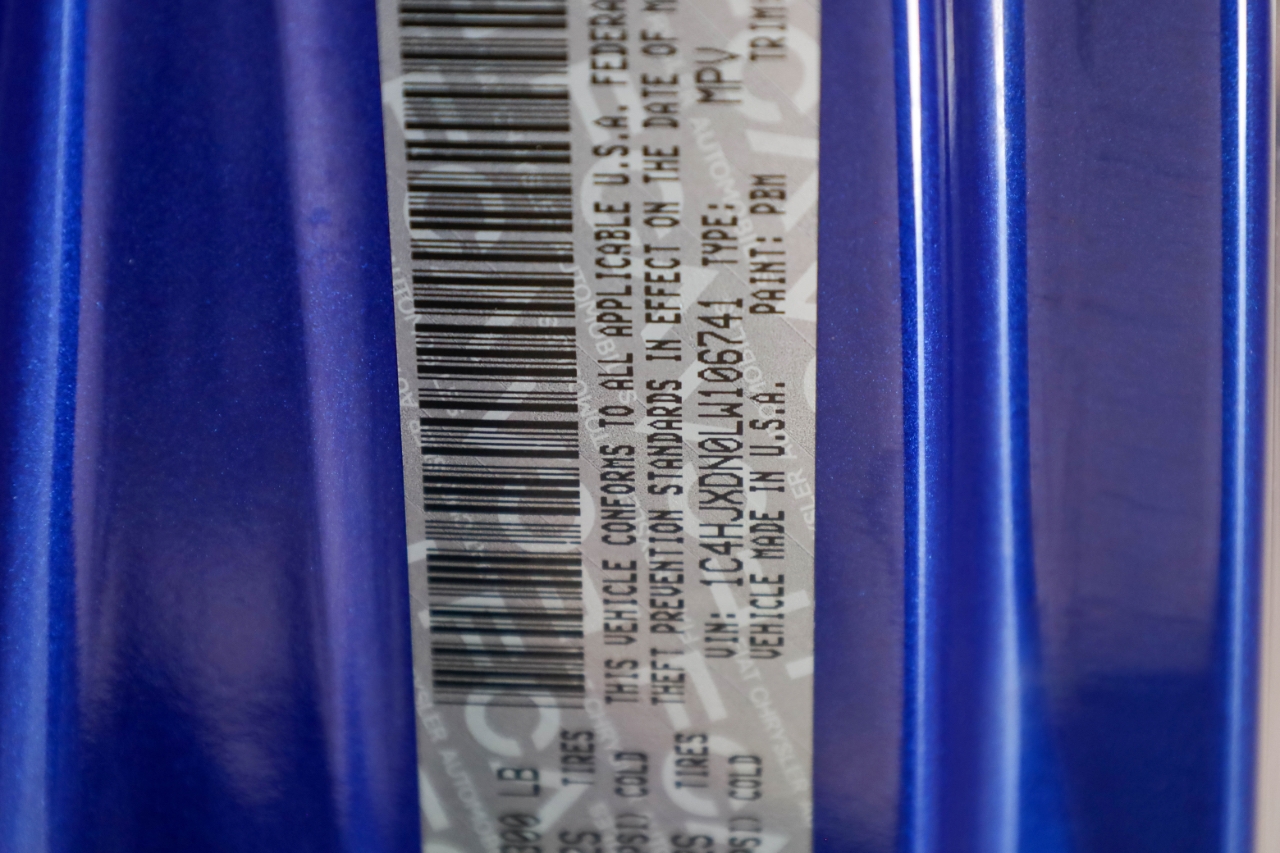 300 LB
TIRES
COLD
THIS VEHICLE CONFORMS TO ALL APPLICABLE U.S.A. FEDERA
THEFT PREVENTION STANDARDS IN EFFECT ON THE DATE OF M
VIN: 1C4HJXDN0LW106741 TYPE: MPV
VEHICLE MADE IN U.S.A. PAINT: PBM TRIM:
TIRES
COLD